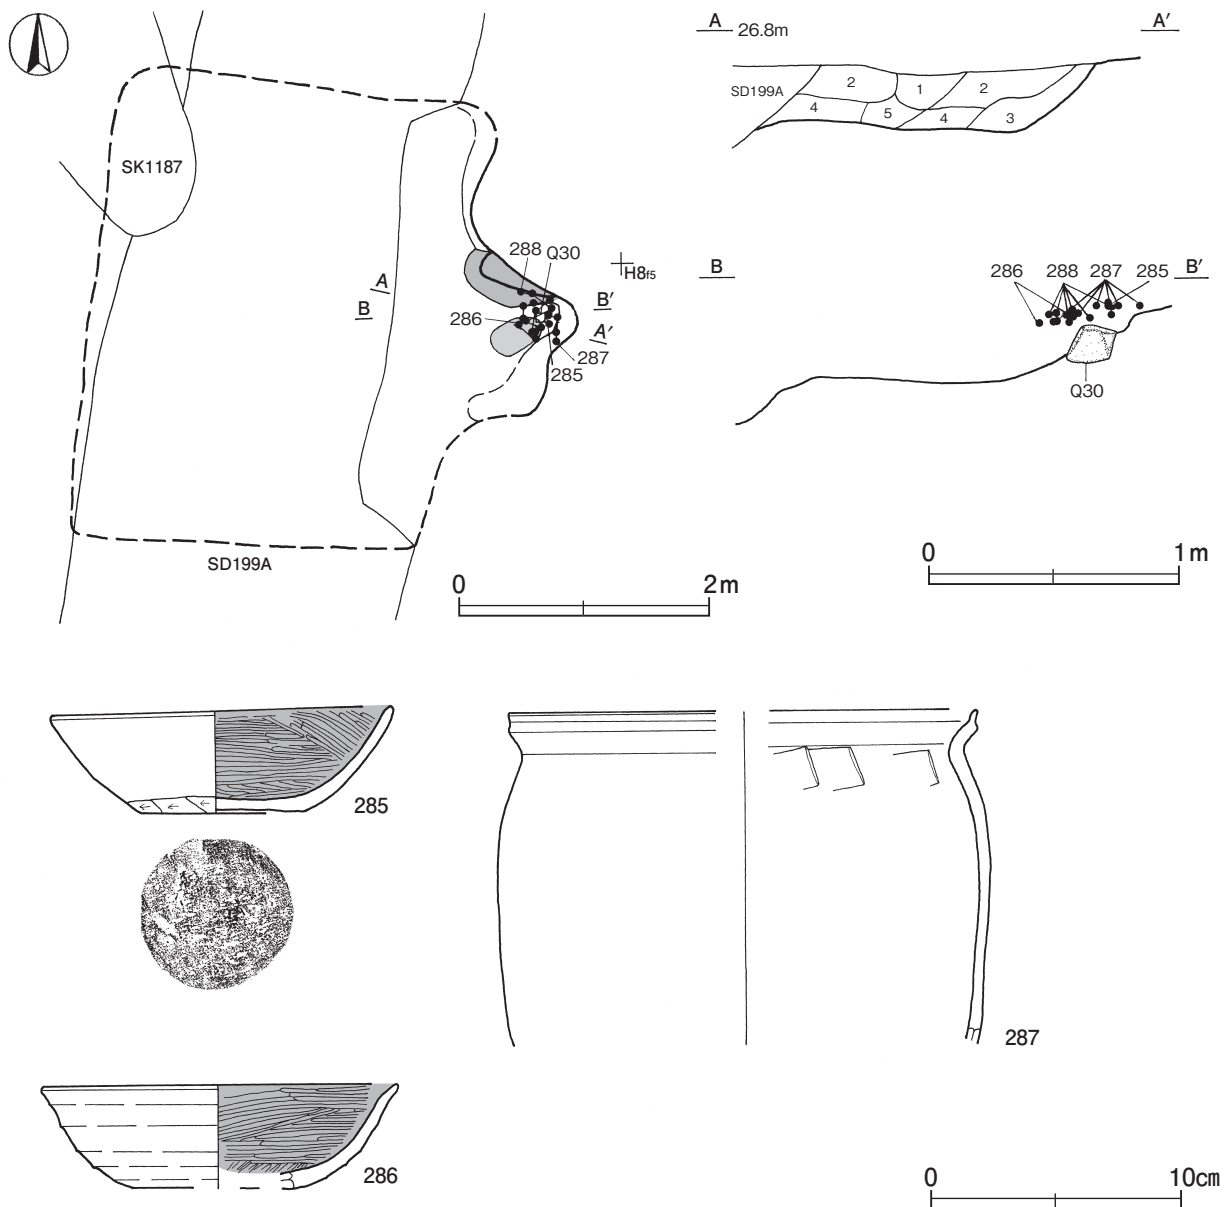 A 26.8m A′
SD199A 2 1 2
4 5 4 3
SK1187
288 Q30
H8f5
A
B
B′
286
A′
287
285
B B′
286 288 287 285
Q30
SD199A
0 2m
0 1m
285
287
286
0 10cm